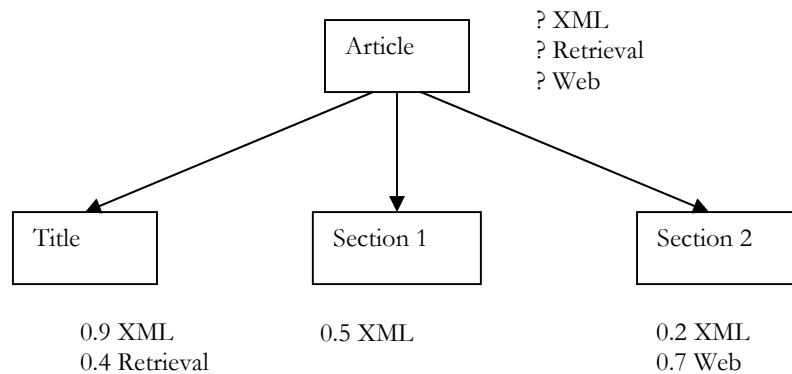 Article
? XML
? Retrieval
? Web
Title
Section 1
Section 2
0.9 XML
0.4 Retrieval
0.5 XML
0.2 XML
0.7 Web